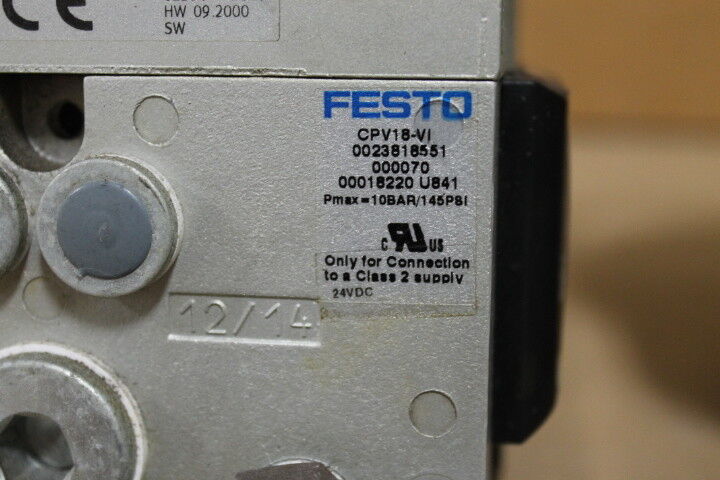 CE
HW 09.2000
SW
FESTO
CPV18-VI
0023818551
000070
00018220 U841
Pmax=10BAR/145PSI
c RU US
Only for Connection
to a Class 2 supply
24VDC
12/14